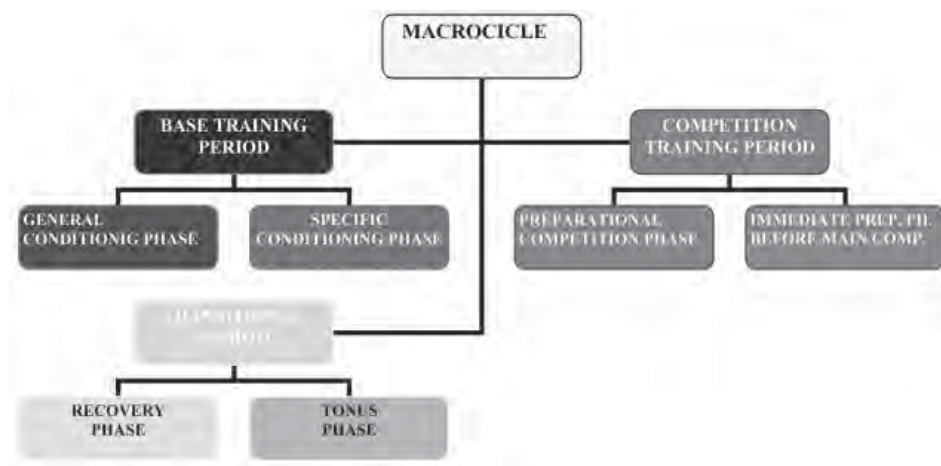 MACROCICLE
BASE TRAINING
PERIOD
COMPETITION
TRAINING PERIOD
GENERAL
CONDITIONIG PHASE
SPECIFIC
CONDITIONING PHASE
PREPARATIONAL
COMPETITION PHASE
IMMEDIATE PREP. PH.
BEFORE MAIN COMP.
RECOVERY
PHASE
TONUS
PHASE